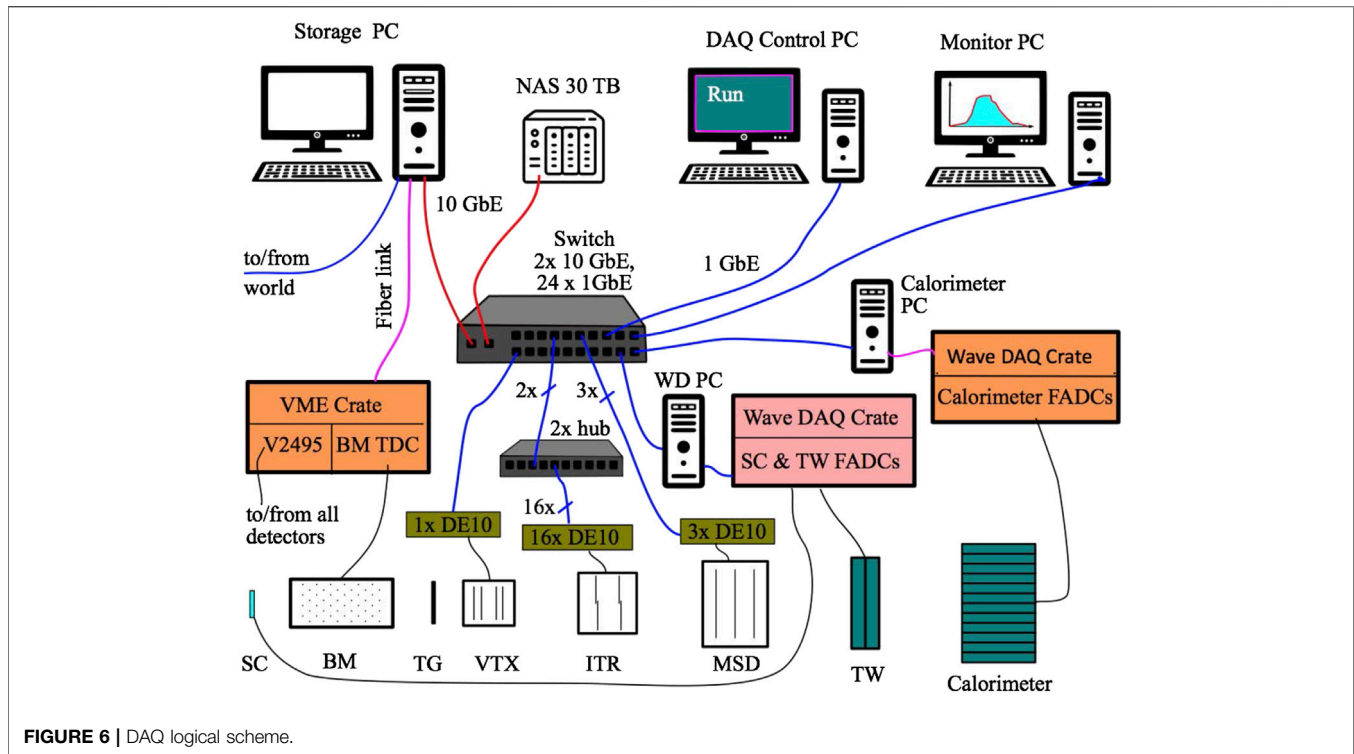 Storage PC
NAS 30 TB
DAQ Control PC
Monitor PC
Run
10 GbE
to/from
world
Fiber link
Switch
2x 10 GbE,
24 x 1GbE
1 GbE
Calorimeter
PC
Wave DAQ Crate
Calorimeter FADCs
VME Crate
V2495
BM TDC
2x
3x
WD PC
2x hub
Wave DAQ Crate
SC & TW FADCs
to/from all
detectors
16x
1x DE10
16x DE10
3x DE10
SC
BM
TG
VTX
ITR
MSD
TW
Calorimeter
FIGURE 6 | DAQ logical scheme.